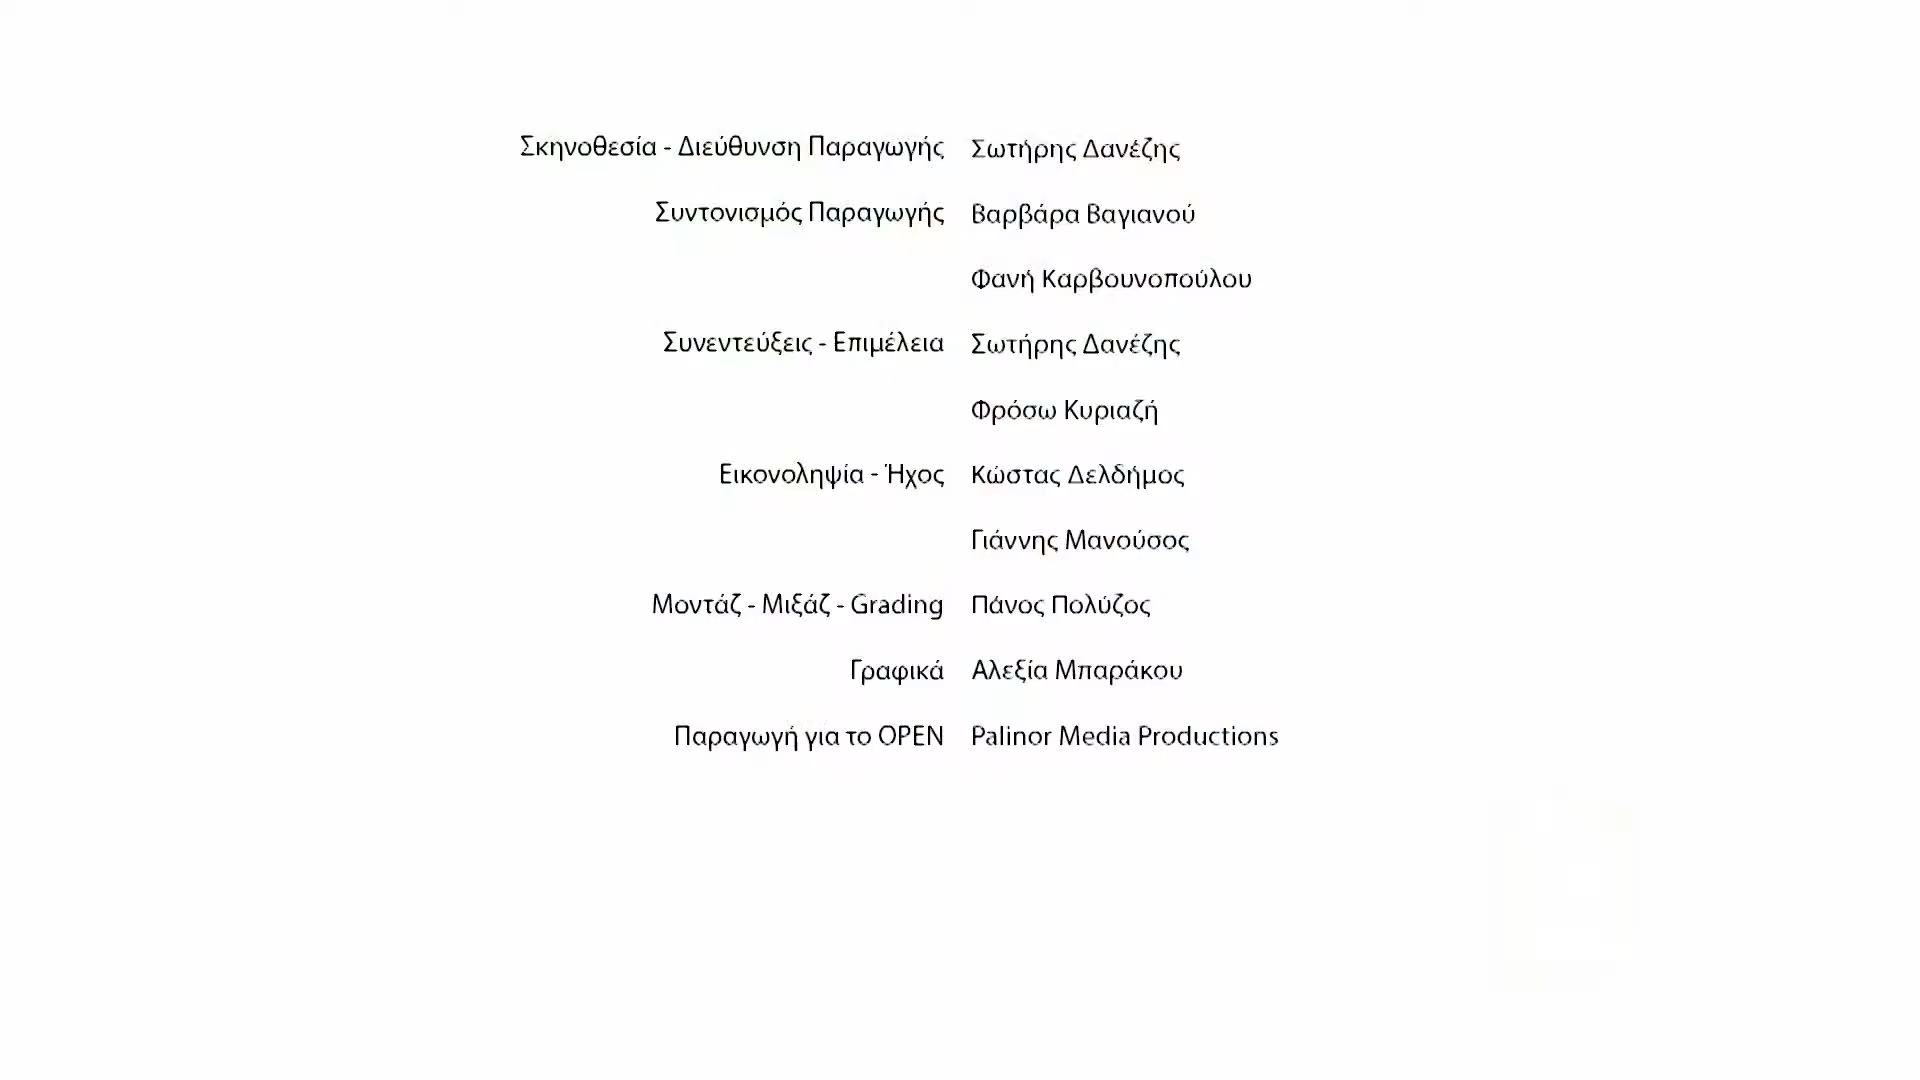 Σκηνοθεσία - Διεύθυνση Παραγωγής Σωτήρης Δανέζης
Συντονισμός Παραγωγής Βαρβάρα Βαγιανού
Φανή Καρβουνοπούλου
Συνεντεύξεις - Επιμέλεια Σωτήρης Δανέζης
Φρόσω Κυριαζή
Εικονοληψία - Ήχος Κώστας Δελδήμος
Γιάννης Μανούσος
Μοντάζ - Μιξάζ - Grading Πάνος Πολύζος
Γραφικά Αλεξία Μπαράκου
Παραγωγή για το OPEN Palinor Media Productions